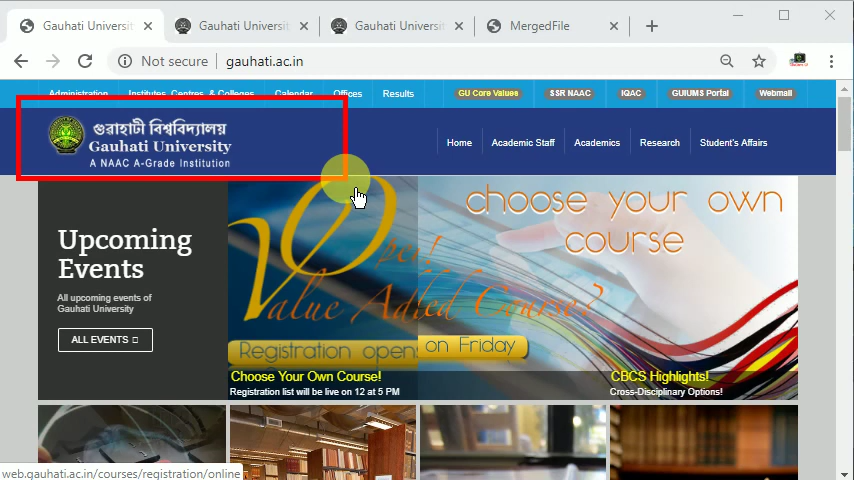 Gauhati Universit
Gauhati Universit
Gauhati Universit
MergedFile
Not secure
gauhati.ac.in
Administration
Institutes, Centres, & Colleges
Calendar
Offices
Results
GU Core Values
SSR NAAC
IQAC
GUIUMS Portal
Webmail
গুৱাহাটী বিশ্ববিদ্যালয়
Gauhati University
A NAAC A-Grade Institution
Home
Academic Staff
Academics
Research
Student's Affairs
Upcoming
Events
All upcoming events of
Gauhati University
ALL EVENTS
choose your own
course
Value Added Course?
Registration opens on Friday
Choose Your Own Course!
Registration list will be live on 12 at 5 PM
CBCS Highlights!
Cross-Disciplinary Options!
web.gauhati.ac.in/courses/registration/online